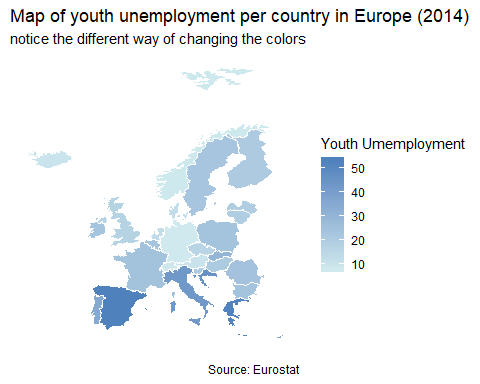 Map of youth unemployment per country in Europe (2014)
notice the different way of changing the colors
Youth Umemployment
50
40
30
20
10
Source: Eurostat